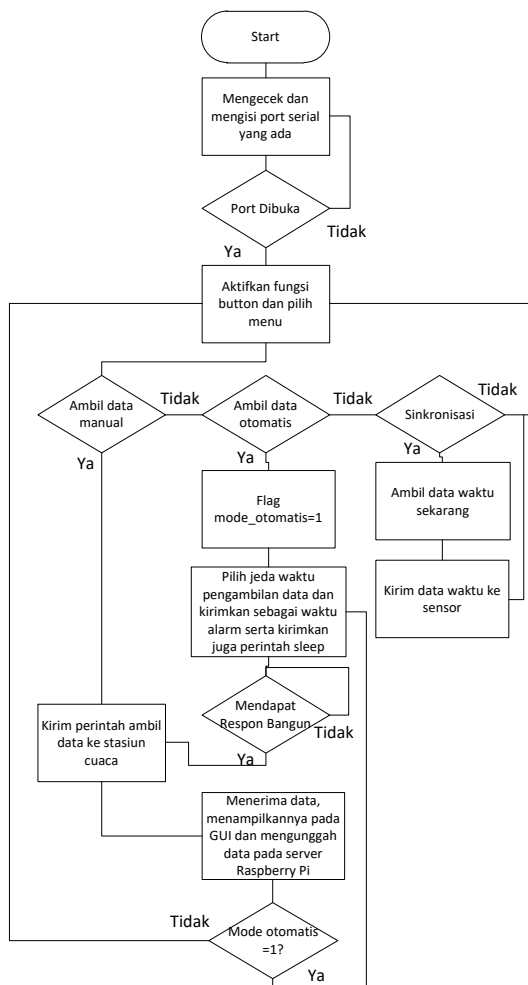 Start
Mengecek dan
mengisi port serial
yang ada
Port Dibuka
Tidak
Ya
Aktifkan fungsi
button dan pilih
menu
Ambil data
manual
Tidak
Ambil data
otomatis
Tidak
Sinkronisasi
Tidak
Ya
Ya
Ya
Flag
mode_otomatis=1
Ambil data waktu
sekarang
Pilih jeda waktu
pengambilan data dan
kirimkan sebagai waktu
alarm serta kirimkan
juga perintah sleep
Kirim data waktu ke
sensor
Mendapat
Respon Bangun
Tidak
Ya
Kirim perintah ambil
data ke stasiun
cuaca
Menerima data,
menampilkannya pada
GUI dan mengunggah
data pada server
Raspberry Pi
Tidak
Mode otomatis
=1?
Ya